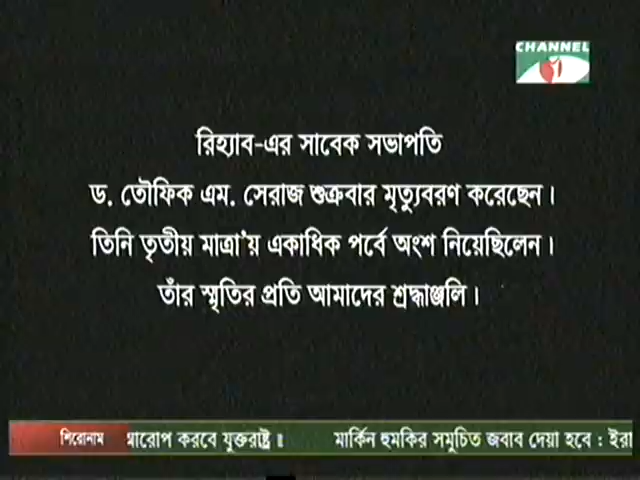 CHANNEL
রিহ্যাব-এর সাবেক সভাপতি
ড. তৌফিক এম. সেরাজ শুক্রবার মৃত্যুবরণ করেছেন।
তিনি তৃতীয় মাত্রা'য় একাধিক পর্বে অংশ নিয়েছিলেন।
তাঁর স্মৃতির প্রতি আমাদের শ্রদ্ধাঞ্জলি।
শিরোনাম করবে যুক্তরাষ্ট্র॥ মার্কিন হুমকির সমুচিত জবাব দেয়া হবে :